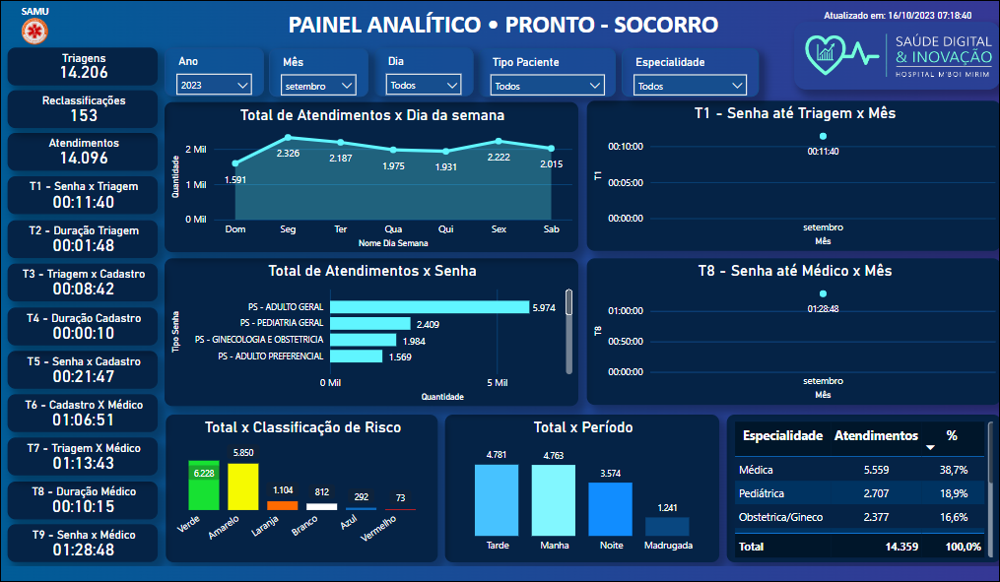 SAMU
PAINEL ANALÍTICO • PRONTO - SOCORRO
Atualizado em: 16/10/2023 07:18:40
SAÚDE DIGITAL
& INOVAÇÃO
HOSPITAL M'BOI MIRIM
Triagens
14.206
Reclassificações
153
Atendimentos
14.096
T1 - Senha x Triagem
00:11:40
T2 - Duração Triagem
00:01:48
T3 - Triagem x Cadastro
00:08:42
T4 - Duração Cadastro
00:00:10
T5 - Senha x Cadastro
00:21:47
T6 - Cadastro X Médico
01:06:51
T7 - Triagem X Médico
01:13:43
T8 - Duração Médico
00:10:15
T9 - Senha x Médico
01:28:48
Ano
2023
Mês
setembro
Dia
Todos
Tipo Paciente
Todos
Especialidade
Todos
Total de Atendimentos x Dia da semana
Quantidade
2 Mil
1 Mil
0 Mil
1.591
2.326
2.187
1.975
1.931
2.222
2.015
Dom Seg Ter Qua Qui Sex Sab
Nome Dia Semana
T1 - Senha até Triagem x Mês
T1
00:10:00
00:05:00
00:00:00
00:11:40
setembro
Mês
Total de Atendimentos x Senha
Tipo Senha
PS - ADULTO GERAL 5.974
PS - PEDIATRIA GERAL 2.409
PS - GINECOLOGIA E OBSTETRICIA 1.984
PS - ADULTO PREFERENCIAL 1.569
0 Mil 5 Mil
Quantidade
T8 - Senha até Médico x Mês
T8
01:00:00
00:50:00
00:00:00
01:28:48
setembro
Mês
Total x Classificação de Risco
6.228
5.850
1.104
812
292
73
Verde Amarelo Laranja Branco Azul Vermelho
Total x Período
4.781
4.763
3.574
1.241
Tarde Manha Noite Madrugada
Especialidade Atendimentos %
Médica 5.559 38,7%
Pediátrica 2.707 18,9%
Obstetrica/Gineco 2.377 16,6%
Total 14.359 100,0%